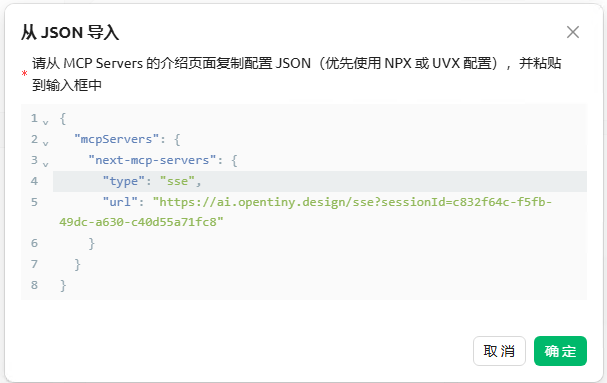 从 JSON 导入
* 请从 MCP Servers 的介绍页面复制配置 JSON（优先使用 NPX 或 UVX 配置），并粘贴
到输入框中
1 {
2 "mcpServers": {
3 "next-mcp-servers": {
4 "type": "sse",
5 "url": "https://ai.opentiny.design/sse?sessionId=c832f64c-f5fb-
49dc-a630-c40d55a71fc8"
6 }
7 }
8 }
取消 确定